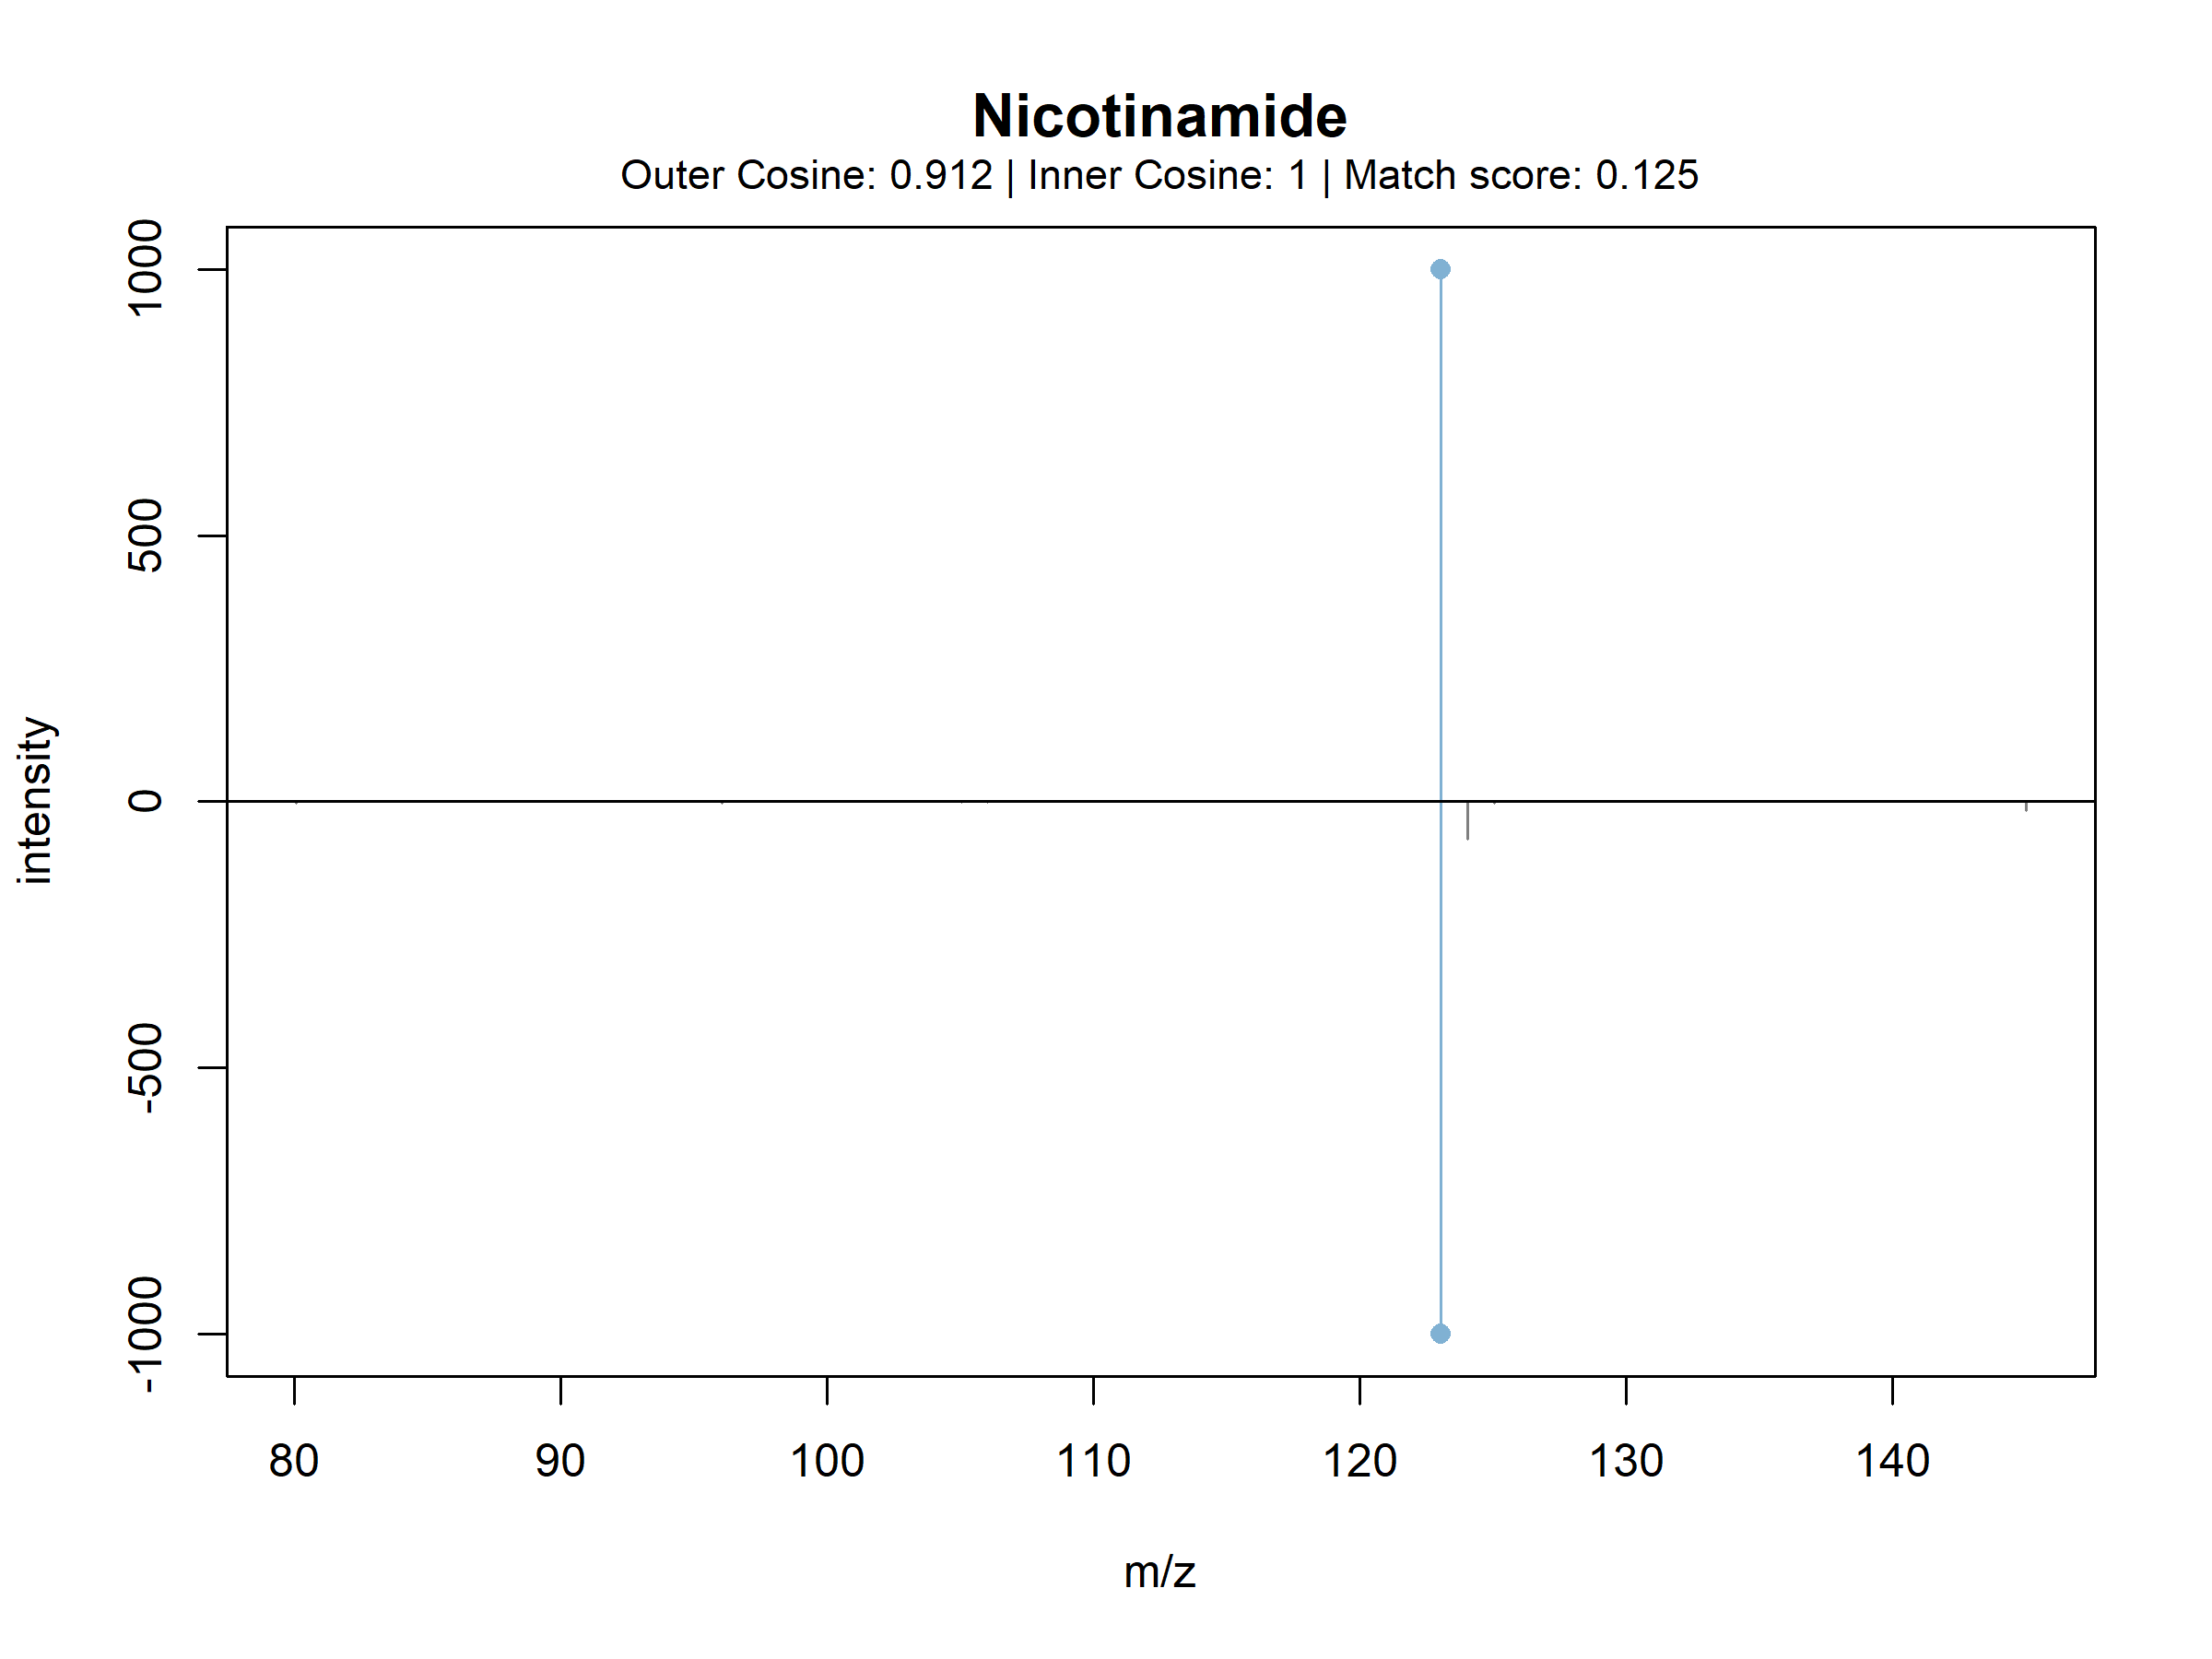 Nicotinamide
Outer Cosine: 0.912 | Inner Cosine: 1 | Match score: 0.125
1000
500
0
-500
-1000
intensity
80 90 100 110 120 130 140
m/z